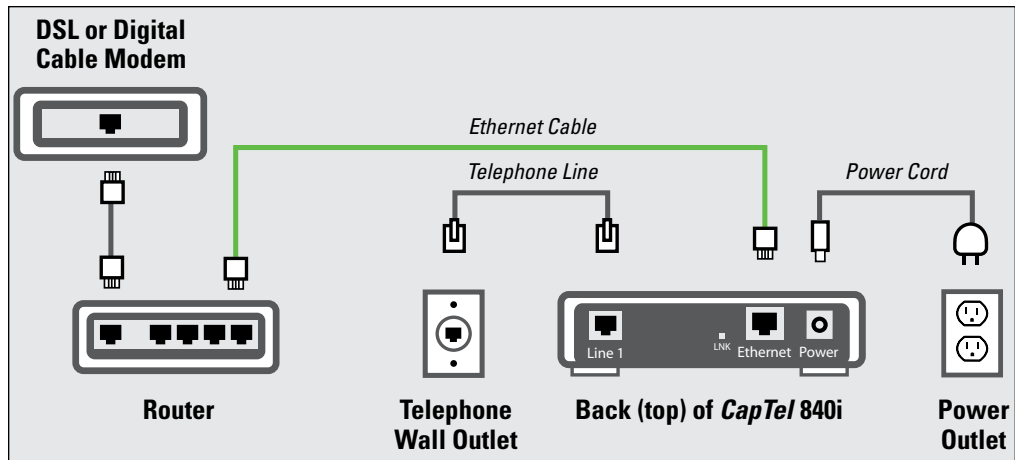 DSL or Digital
Cable Modem
Ethernet Cable
Telephone Line
Power Cord
Line 1
LNK
Ethernet
Power
Router
Telephone
Wall Outlet
Back (top) of CapTel 840i
Power
Outlet